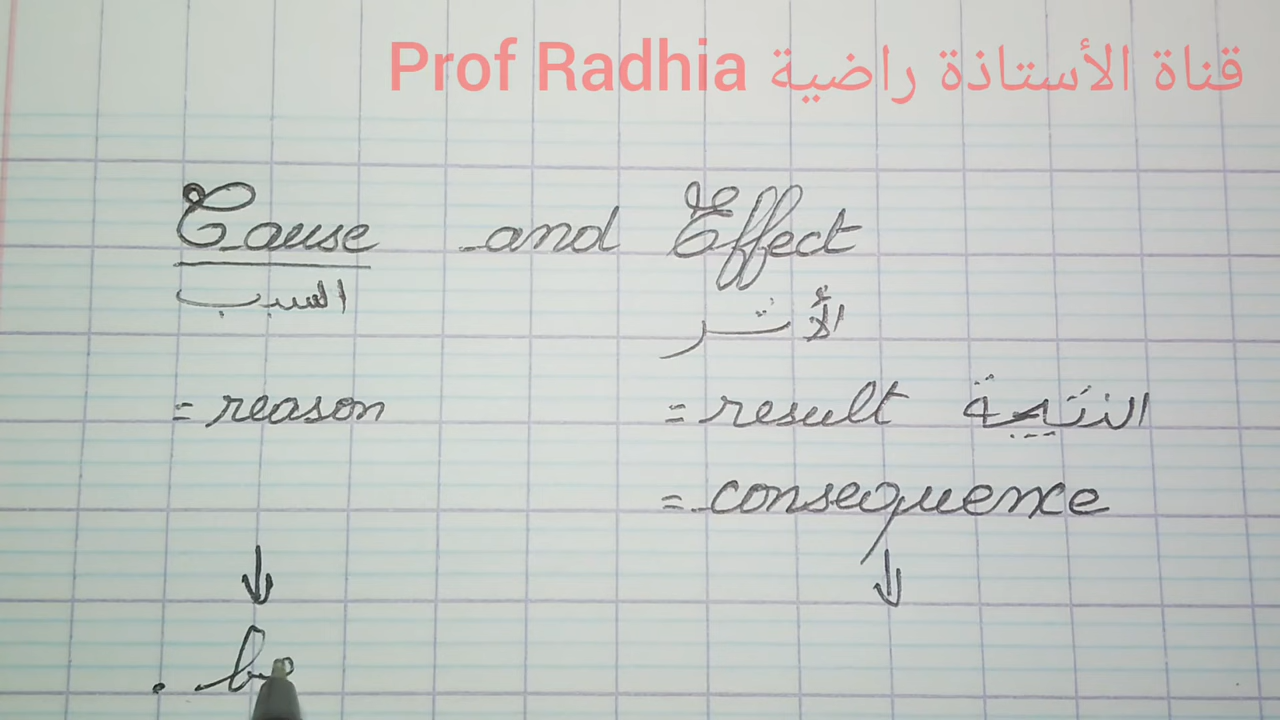 Prof Radhia قناة الأستاذة راضية
Cause and Effect
السبب الأثر
= reason = result النتيجة
= consequence
↓ ↓
.